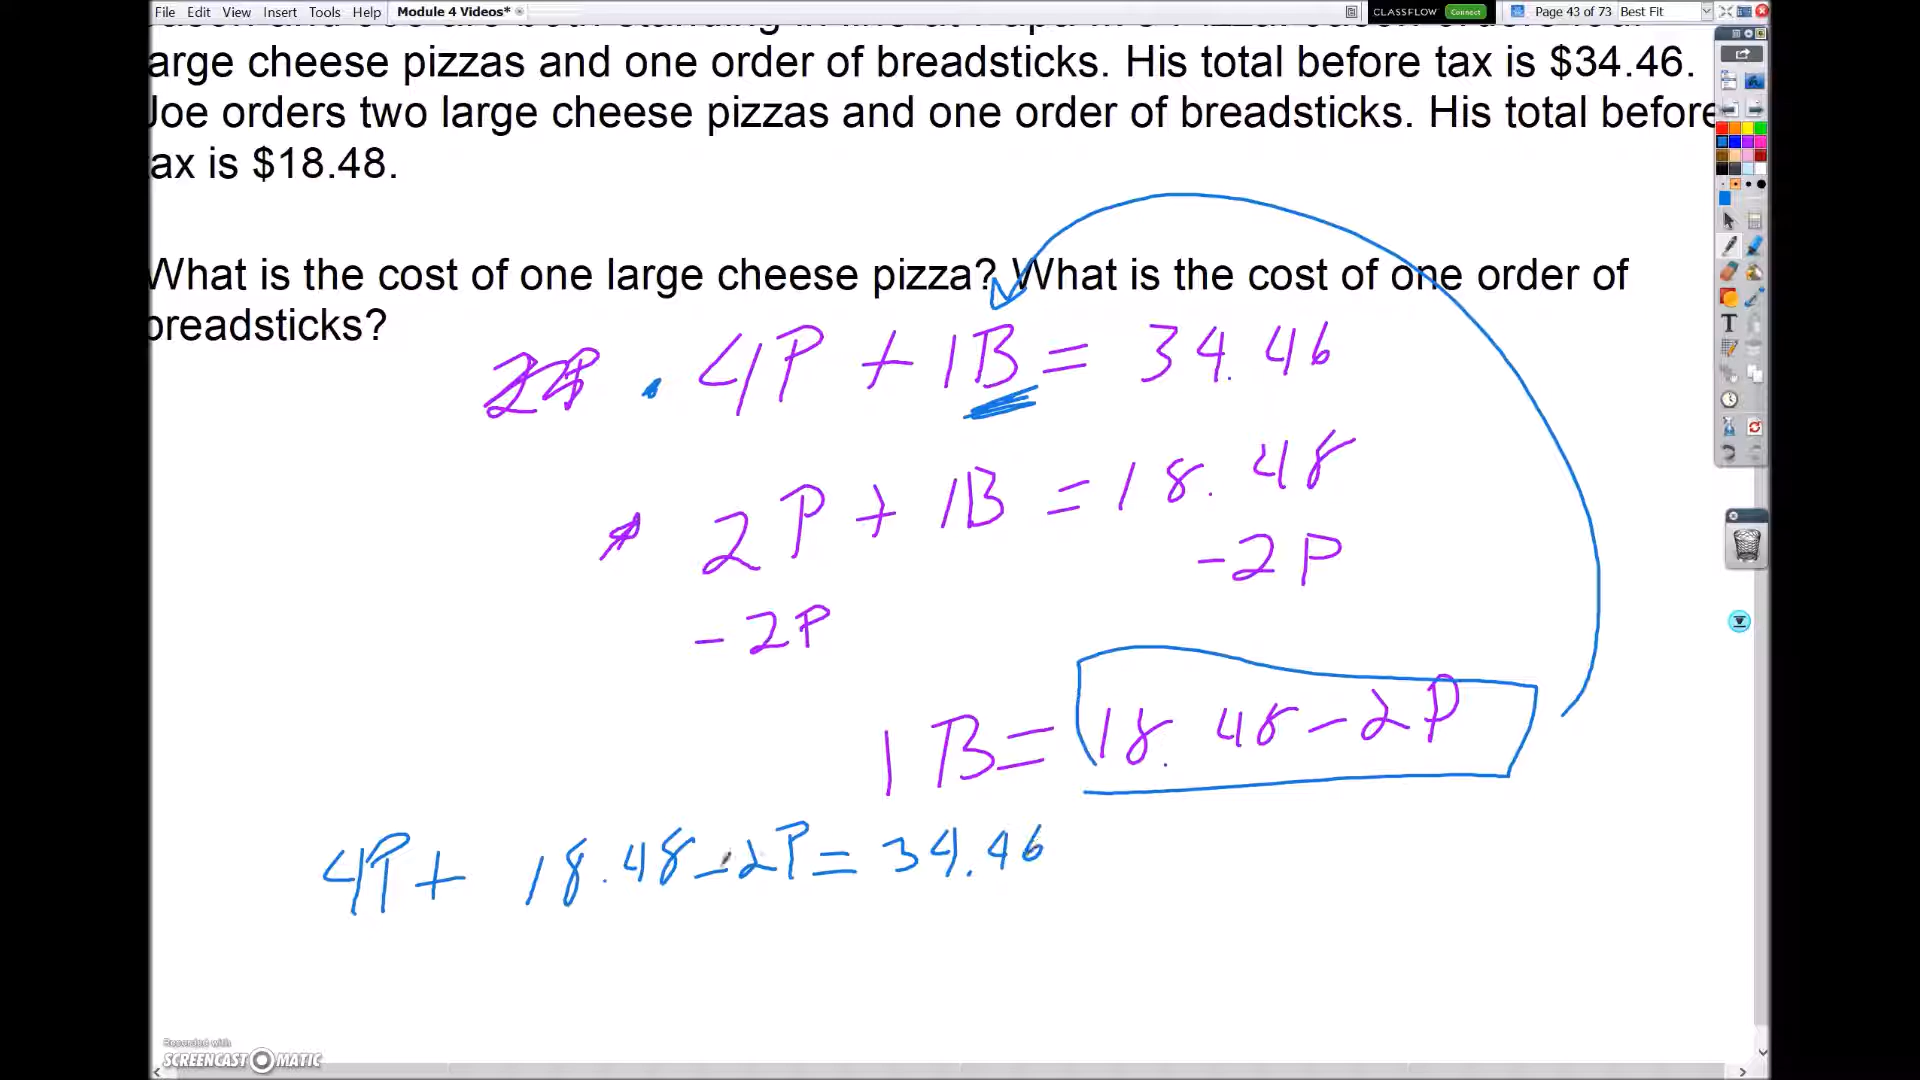 File Edit View Insert Tools Help Module 4 Videos* CLASSFLOW Connect Page 43 of 73 Best Fit
arge cheese pizzas and one order of breadsticks. His total before tax is $34.46.
Joe orders two large cheese pizzas and one order of breadsticks. His total before
ax is $18.48.
What is the cost of one large cheese pizza? What is the cost of one order of
breadsticks?
4P + 1B = 34.46
2P + 1B = 18.48
-2P
-2P
1B = 18.48 - 2P
4P + 18.48 - 2P = 34.46
Recorded with
SCREENCAST-O-MATIC